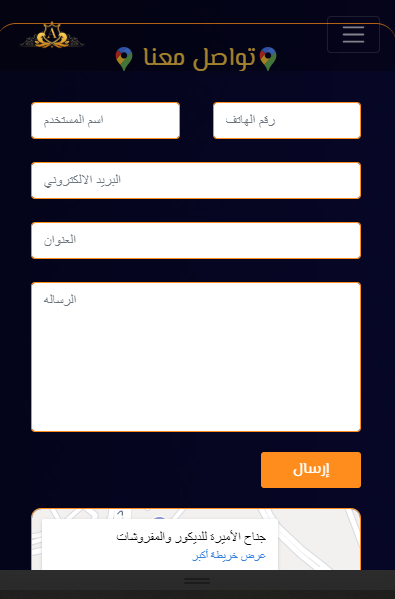 A
تواصل معنا
رقم الهاتف
اسم المستخدم
البريد الالكتروني
العنوان
الرساله
إرسال
جناح الأميرة للديكور والمفروشات
عرض خريطة أكبر